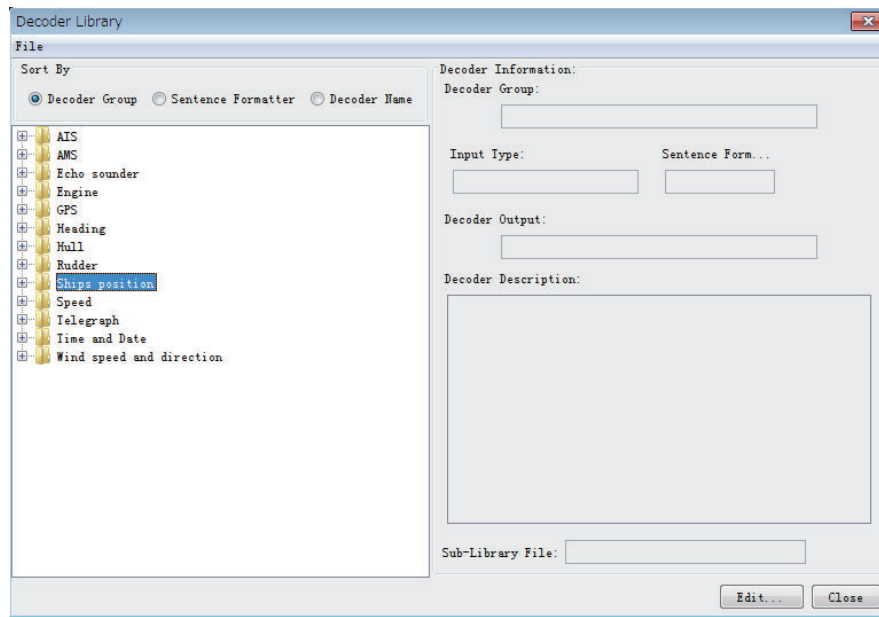 Decoder Library
File
Sort By
Decoder Group Sentence Formatter Decoder Name
AIS
AMS
Echo sounder
Engine
GPS
Heading
Hull
Rudder
Ships position
Speed
Telegraph
Time and Date
Wind speed and direction
Decoder Information:
Decoder Group:
Input Type: Sentence Form...
Decoder Output:
Decoder Description:
Sub-Library File:
Edit... Close